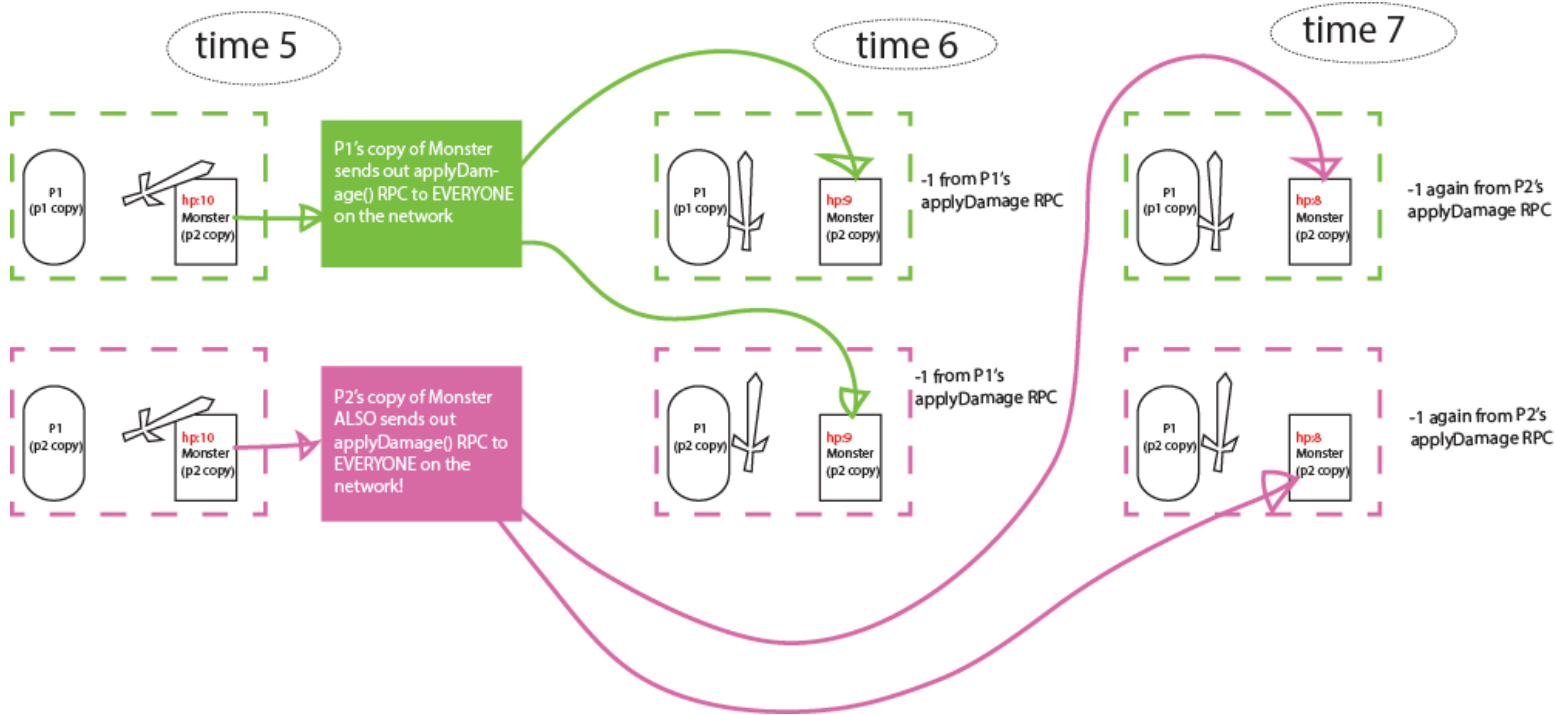 time 5
time 6
time 7
P1
(p1 copy)
hp:10
Monster
(p2 copy)
P1's copy of Monster
sends out applyDam-
age() RPC to EVERYONE
on the network
P1
(p1 copy)
hp:9
Monster
(p2 copy)
-1 from P1's
applyDamage RPC
P1
(p1 copy)
hp:8
Monster
(p2 copy)
-1 again from P2's
applyDamage RPC
P1
(p2 copy)
hp:10
Monster
(p2 copy)
P2's copy of Monster
ALSO sends out
applyDamage() RPC to
EVERYONE on the
network!
P1
(p2 copy)
hp:9
Monster
(p2 copy)
-1 from P1's
applyDamage RPC
P1
(p2 copy)
hp:8
Monster
(p2 copy)
-1 again from P2's
applyDamage RPC